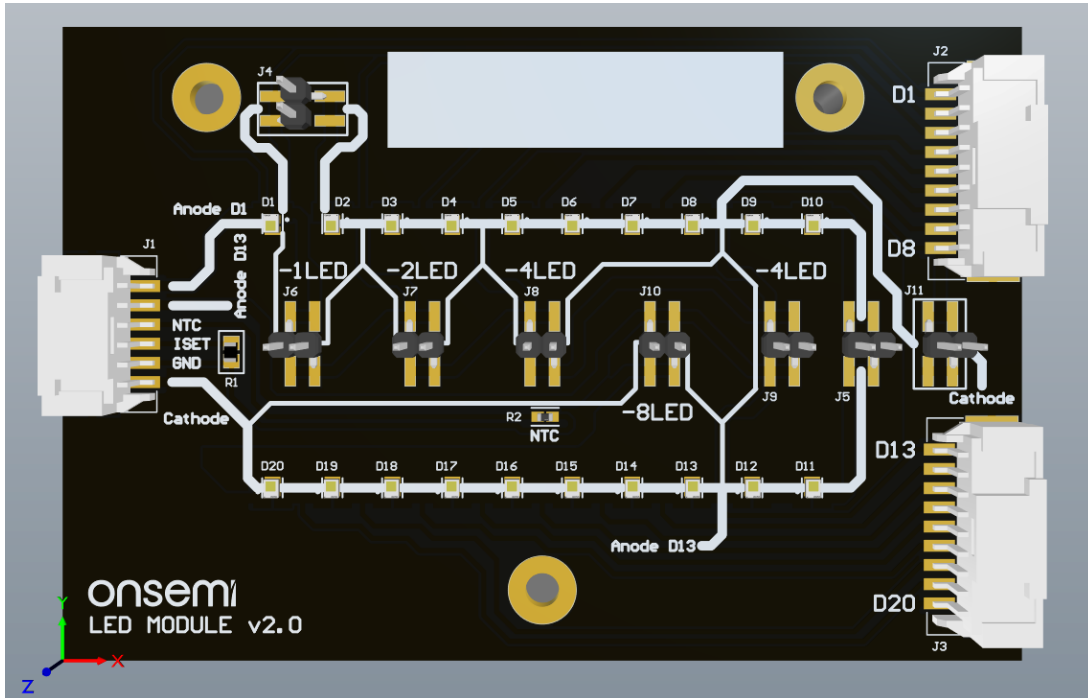 J4
J2
D1
D1
D2
D3
D4
D5
D6
D7
D8
D9
D10
Anode D1
Anode D13
J1
D8
-1LED
-2LED
-4LED
-4LED
J6
J7
J8
J10
J11
NTC
ISET
GND
R1
J9
J5
Cathode
Cathode
-8LED
R2
NTC
D13
D20
D19
D18
D17
D16
D15
D14
D13
D12
D11
Anode D13
onsemi
LED MODULE v2.0
D20
J3
Y
X
Z